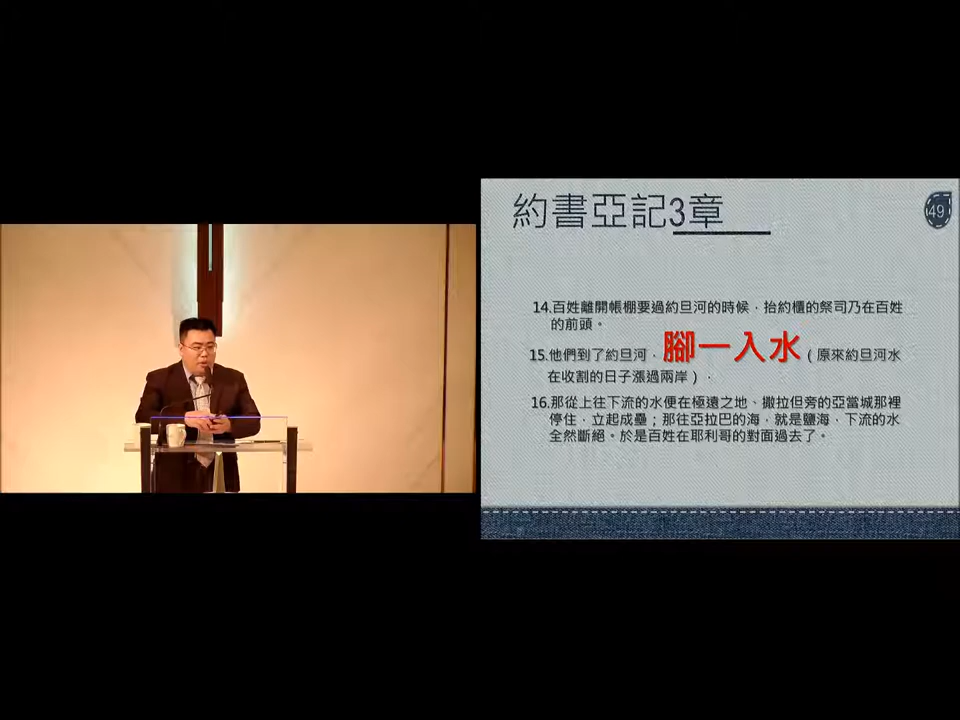 約書亞記3章
49
14.百姓離開帳棚要過約旦河的時候，抬約櫃的祭司乃在百姓
的前頭。
15.他們到了約旦河，腳一入水（原來約旦河水
在收割的日子漲過兩岸），
16.那從上往下流的水便在極遠之地、撒拉但旁的亞當城那裡
停住，立起成壘；那往亞拉巴的海，就是鹽海，下流的水
全然斷絕。於是百姓在耶利哥的對面過去了。